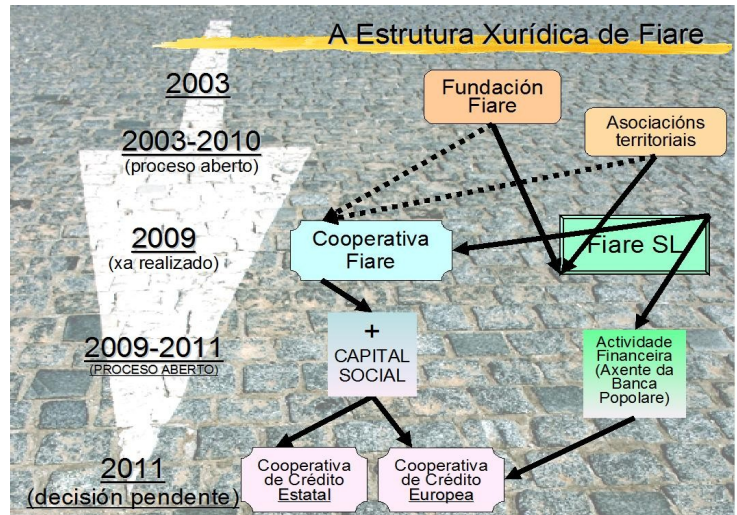 A Estrutura Xurídica de Fiare
2003
Fundación
Fiare
Asociacións
territoriais
2003-2010
(proceso aberto)
2009
(xa realizado)
Cooperativa
Fiare
Fiare SL
2009-2011
(PROCESO ABERTO)
+
CAPITAL
SOCIAL
Actividade
Financeira
(Axente da
Banca
Popolare)
2011
(decisión pendente)
Cooperativa
de Crédito
Estatal
Cooperativa
de Crédito
Europea